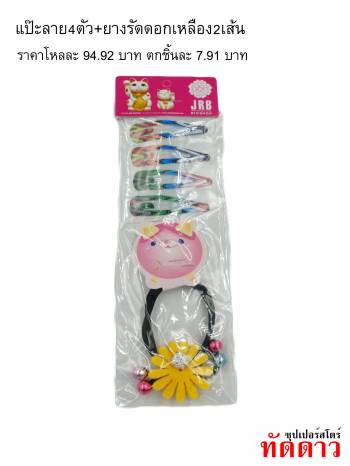 แป๊ะลาย4ตัว+ยางรัดดอกเหลือง2เส้น
ราคาโหลละ 94.92 บาท ตกชิ้นละ 7.91 บาท
JRB
ซุปเปอร์สโตร์
ทัดดาว